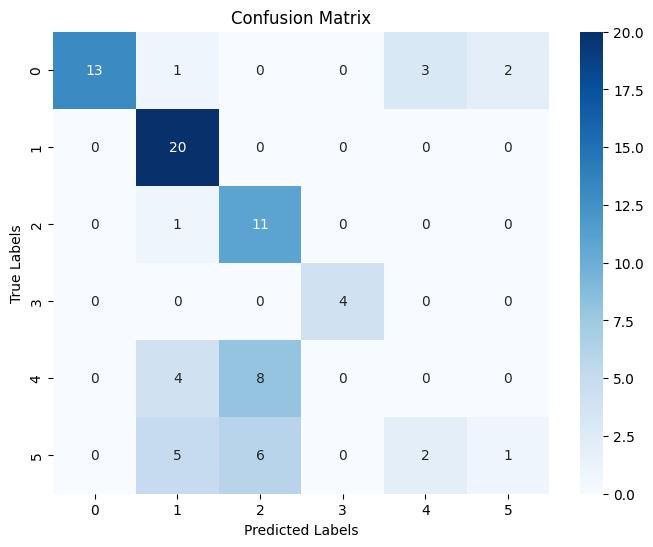 Confusion Matrix
True Labels
0 13 1 0 0 3 2
1 0 20 0 0 0 0
2 0 1 11 0 0 0
3 0 0 0 4 0 0
4 0 4 8 0 0 0
5 0 5 6 0 2 1
0 1 2 3 4 5
Predicted Labels
20.0
17.5
15.0
12.5
10.0
7.5
5.0
2.5
0.0